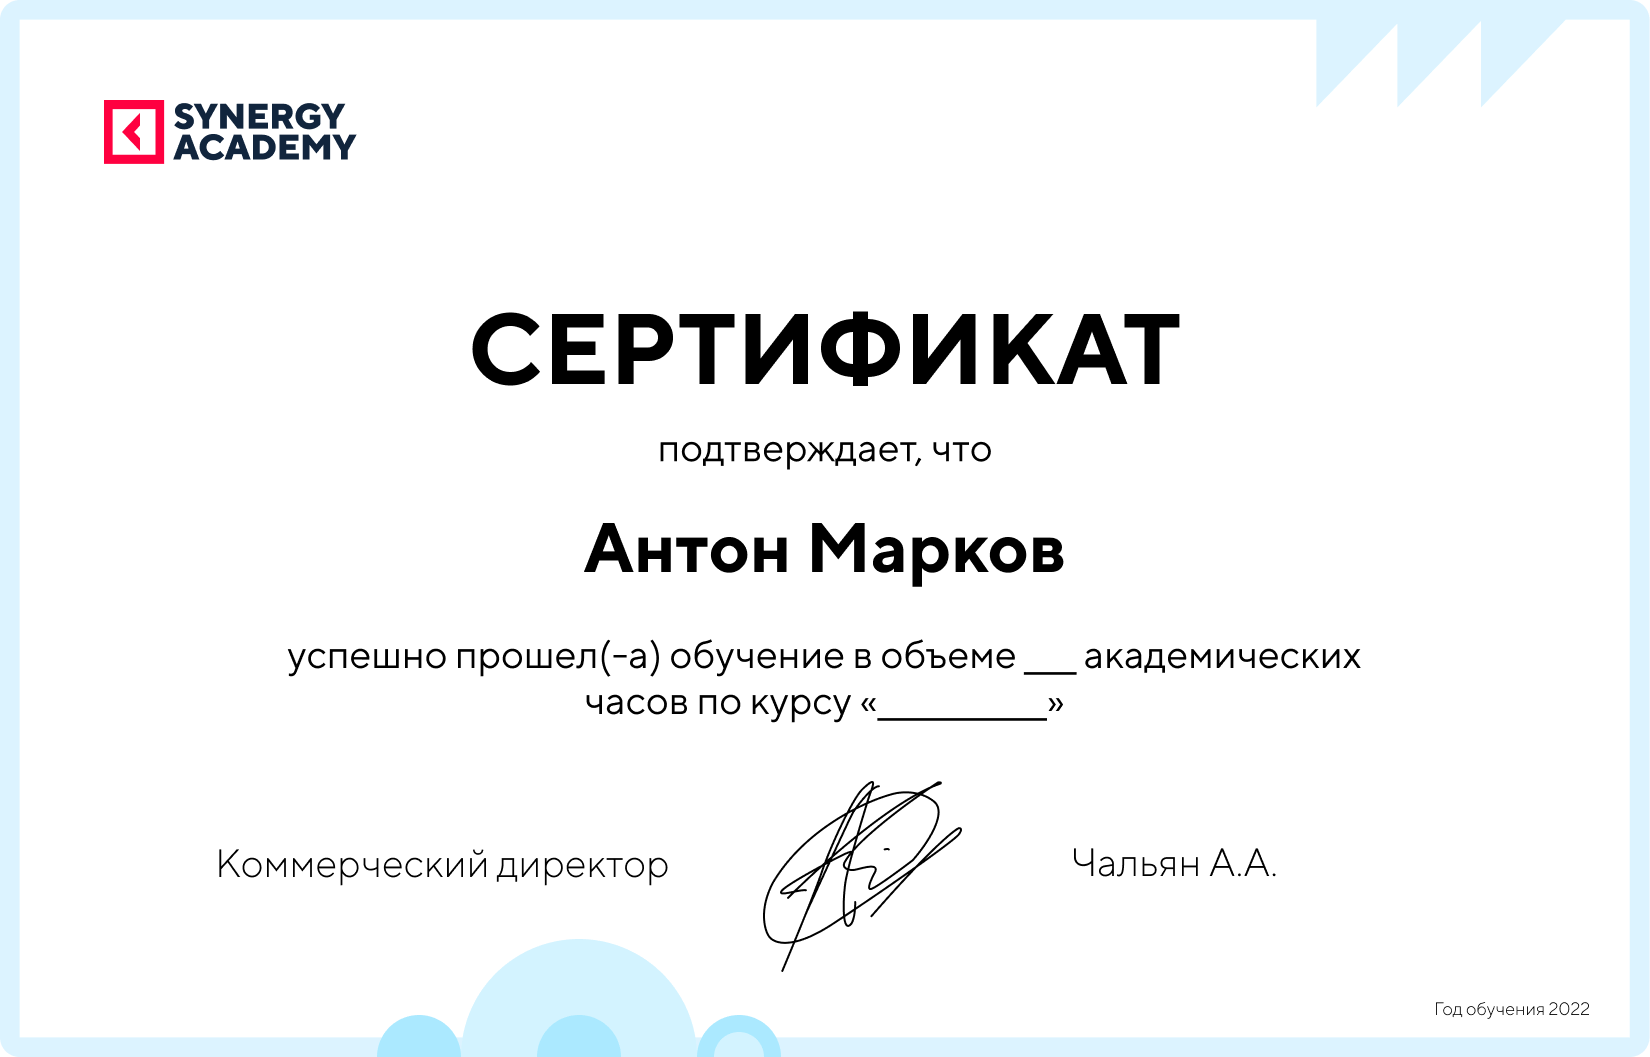 SYNERGY
ACADEMY
СЕРТИФИКАТ
подтверждает, что
Антон Марков
успешно прошел(-а) обучение в объеме ___ академических
часов по курсу «__________»
Коммерческий директор
Чальян А.А.
Год обучения 2022